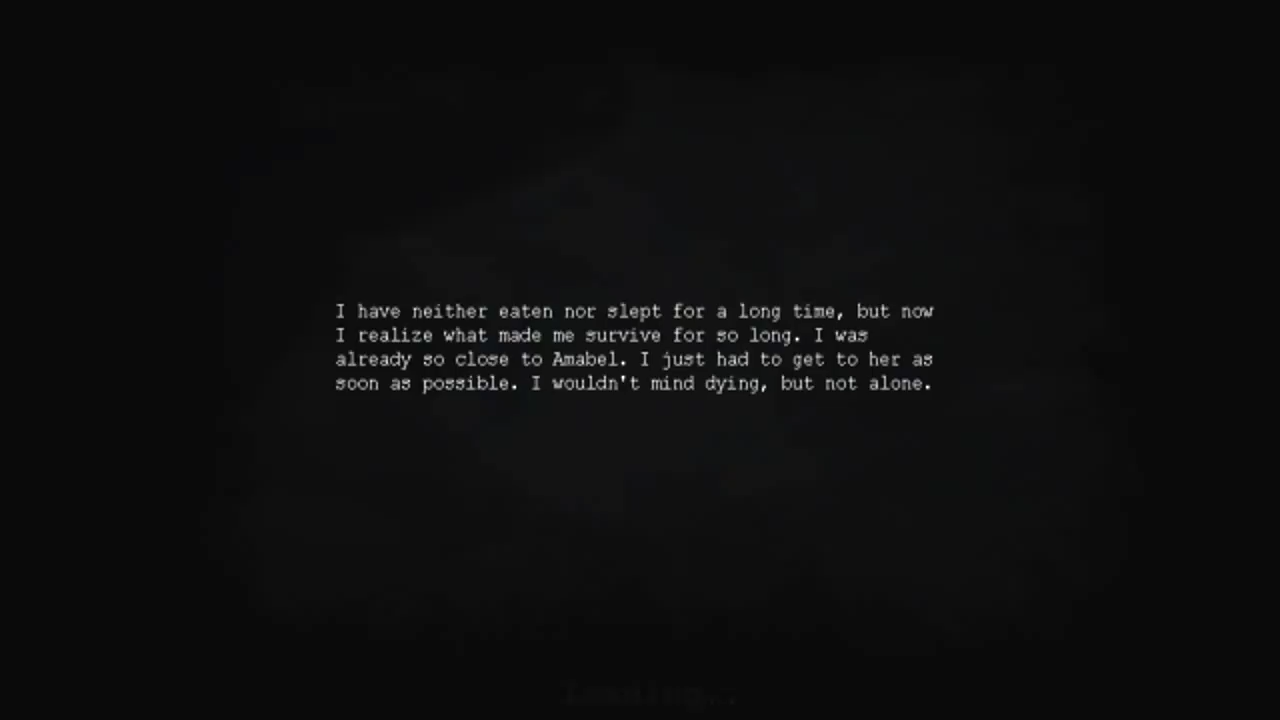 I have neither eaten nor slept for a long time, but now
I realize what made me survive for so long. I was
already so close to Amabel. I just had to get to her as
soon as possible. I wouldn't mind dying, but not alone.
Loading...